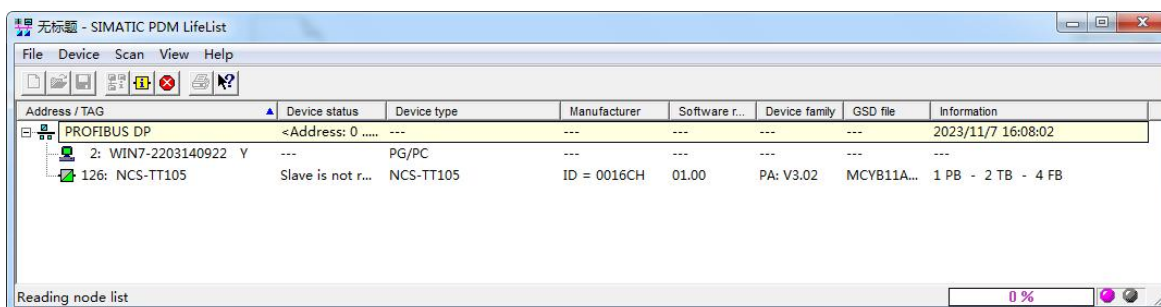 无标题 - SIMATIC PDM LifeList
File Device Scan View Help
Address / TAG Device status Device type Manufacturer Software r... Device family GSD file Information
PROFIBUS DP <Address: 0 ..... --- --- --- --- --- 2023/11/7 16:08:02
2: WIN7-2203140922 Y --- PG/PC --- --- --- --- ---
126: NCS-TT105 Slave is not r... NCS-TT105 ID = 0016CH 01.00 PA: V3.02 MCYB11A... 1 PB - 2 TB - 4 FB
Reading node list 0 %